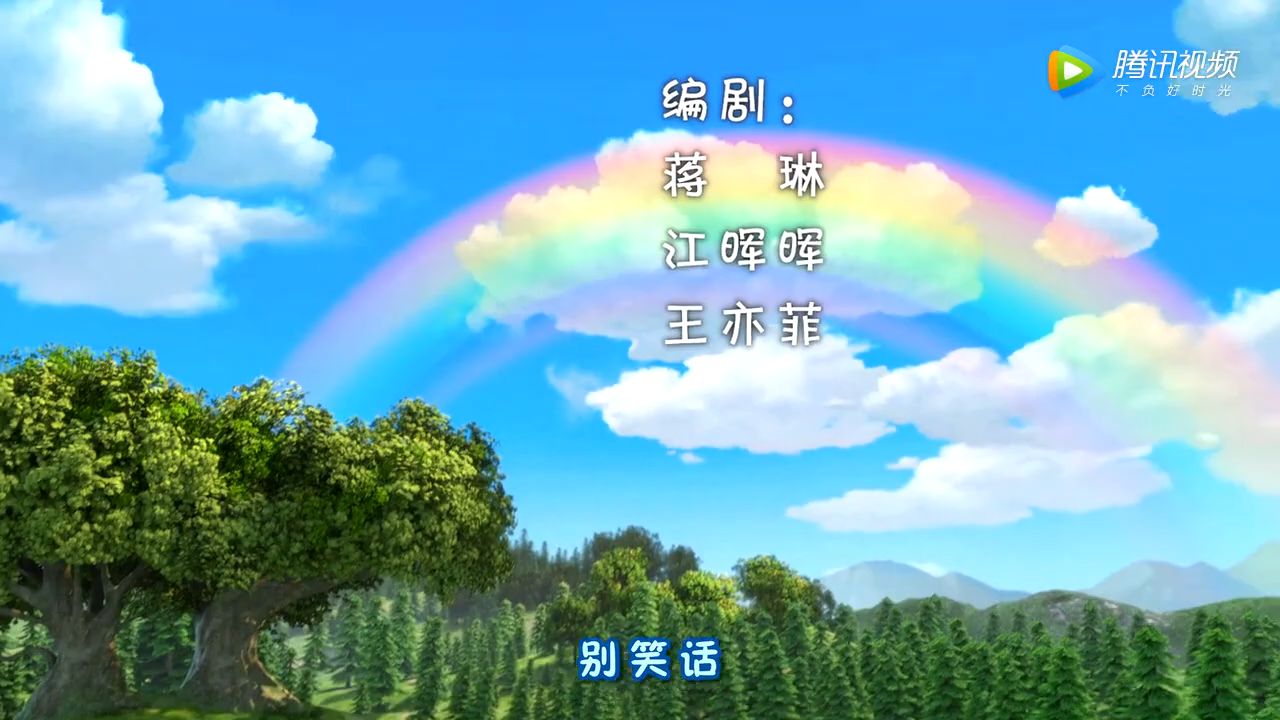 腾讯视频
不负好时光
编剧：
蒋 琳
江晖晖
王亦菲
别笑话